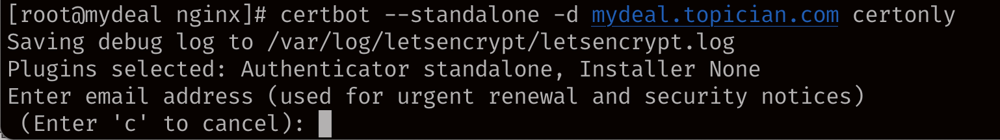 [root@mydeal nginx]# certbot --standalone -d mydeal.topician.com certonly
Saving debug log to /var/log/letsencrypt/letsencrypt.log
Plugins selected: Authenticator standalone, Installer None
Enter email address (used for urgent renewal and security notices)
 (Enter 'c' to cancel):